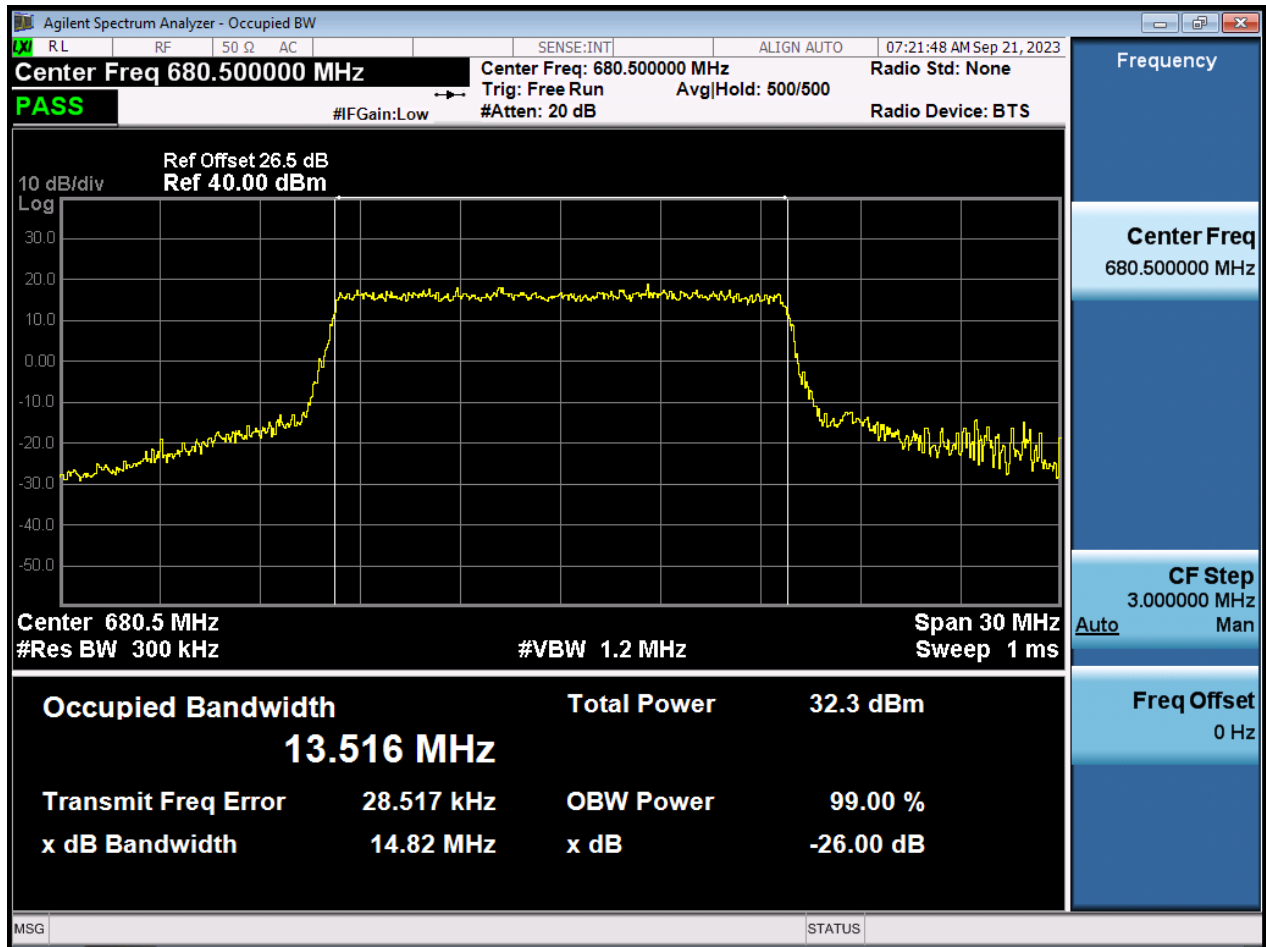 Agilent Spectrum Analyzer - Occupied BW
LXI RL RF 50 Ω AC SENSE:INT ALIGN AUTO 07:21:48 AM Sep 21, 2023
Center Freq 680.500000 MHz
Center Freq: 680.500000 MHz
Radio Std: None
Trig: Free Run Avg|Hold: 500/500
PASS
#IFGain:Low
#Atten: 20 dB
Radio Device: BTS
Ref Offset 26.5 dB
10 dB/div Ref 40.00 dBm
Log
30.0
20.0
10.0
0.00
-10.0
-20.0
-30.0
-40.0
-50.0
Center 680.5 MHz
Span 30 MHz
#Res BW 300 kHz
#VBW 1.2 MHz
Sweep 1 ms
Occupied Bandwidth
13.516 MHz
Total Power 32.3 dBm
Transmit Freq Error 28.517 kHz
OBW Power 99.00 %
x dB Bandwidth 14.82 MHz
x dB -26.00 dB
MSG
STATUS
Frequency
Center Freq
680.500000 MHz
CF Step
3.000000 MHz
Auto Man
Freq Offset
0 Hz